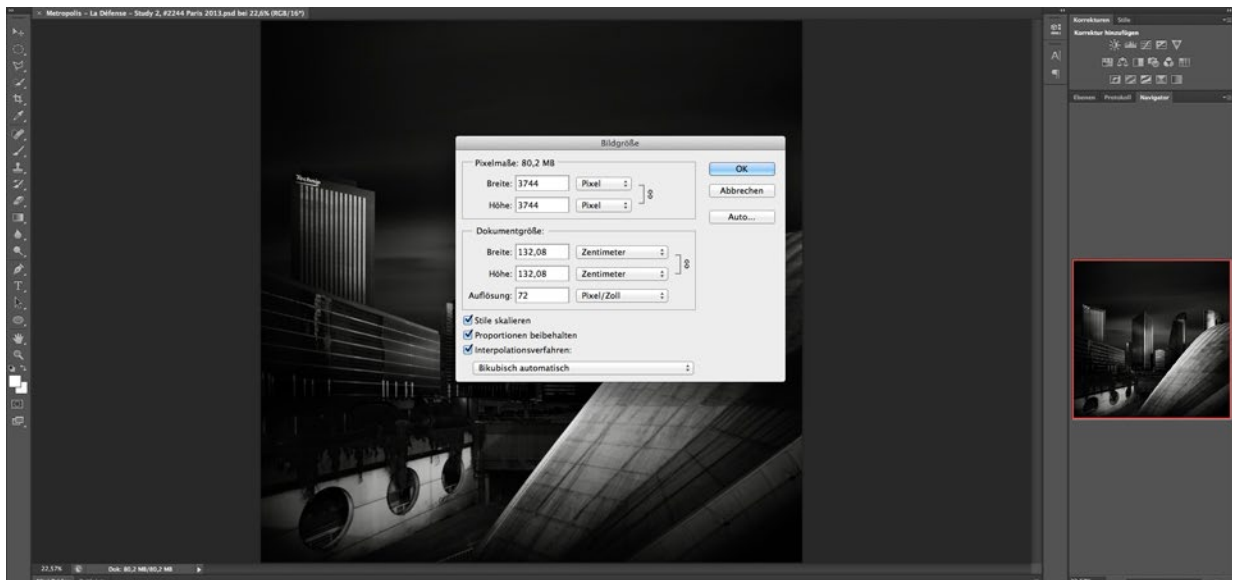 × Metropolis – La Défense – Study 2, #2244 Paris 2013.psd bei 22,6% (RGB/16*)
Korrekturen Stile
Korrektur hinzufügen
Ebenen Protokoll Navigator
Technip
Bildgröße
Pixelmaße: 80,2 MB
Breite: 3744 Pixel
Höhe: 3744 Pixel
OK
Abbrechen
Auto...
Dokumentgröße:
Breite: 132,08 Zentimeter
Höhe: 132,08 Zentimeter
Auflösung: 72 Pixel/Zoll
Stile skalieren
Proportionen beibehalten
Interpolationsverfahren:
Bikubisch automatisch
22,57% Dok: 80,2 MB/80,2 MB